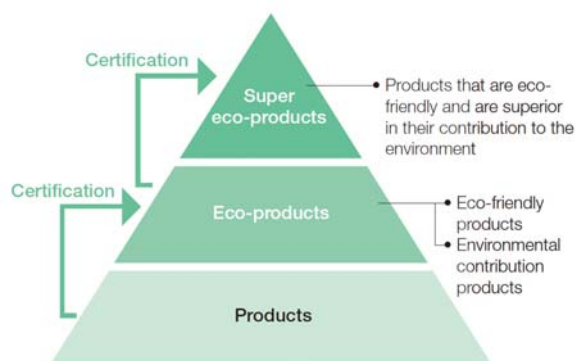 Certification
Super
eco-products
Products that are eco-
friendly and are superior
in their contribution to the
environment
Certification
Eco-products
Eco-friendly
products
Environmental
contribution
products
Products